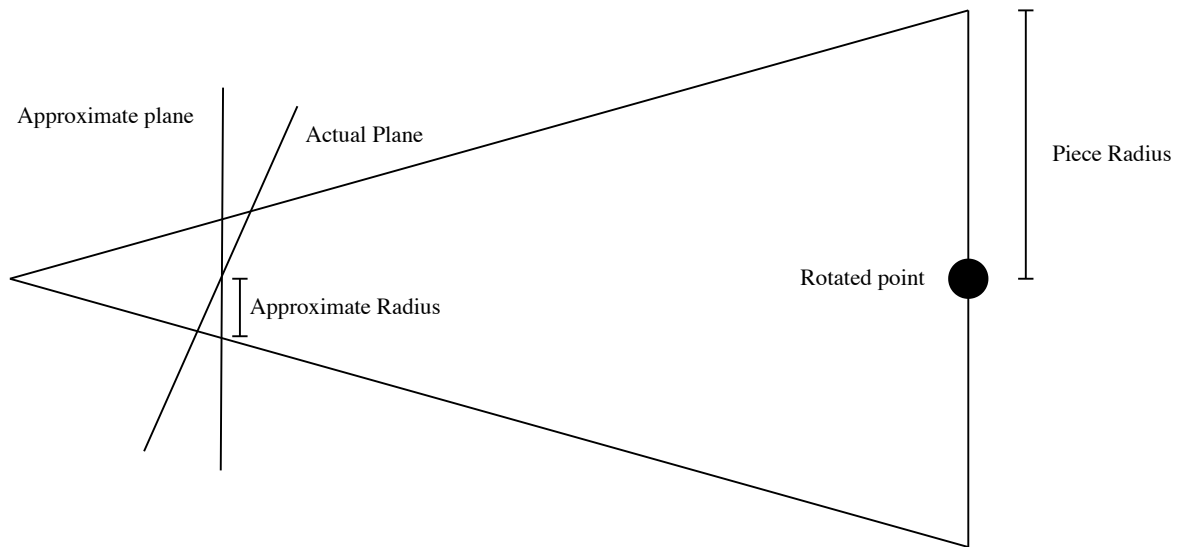 Approximate plane
Actual Plane
Piece Radius
Rotated point
Approximate Radius